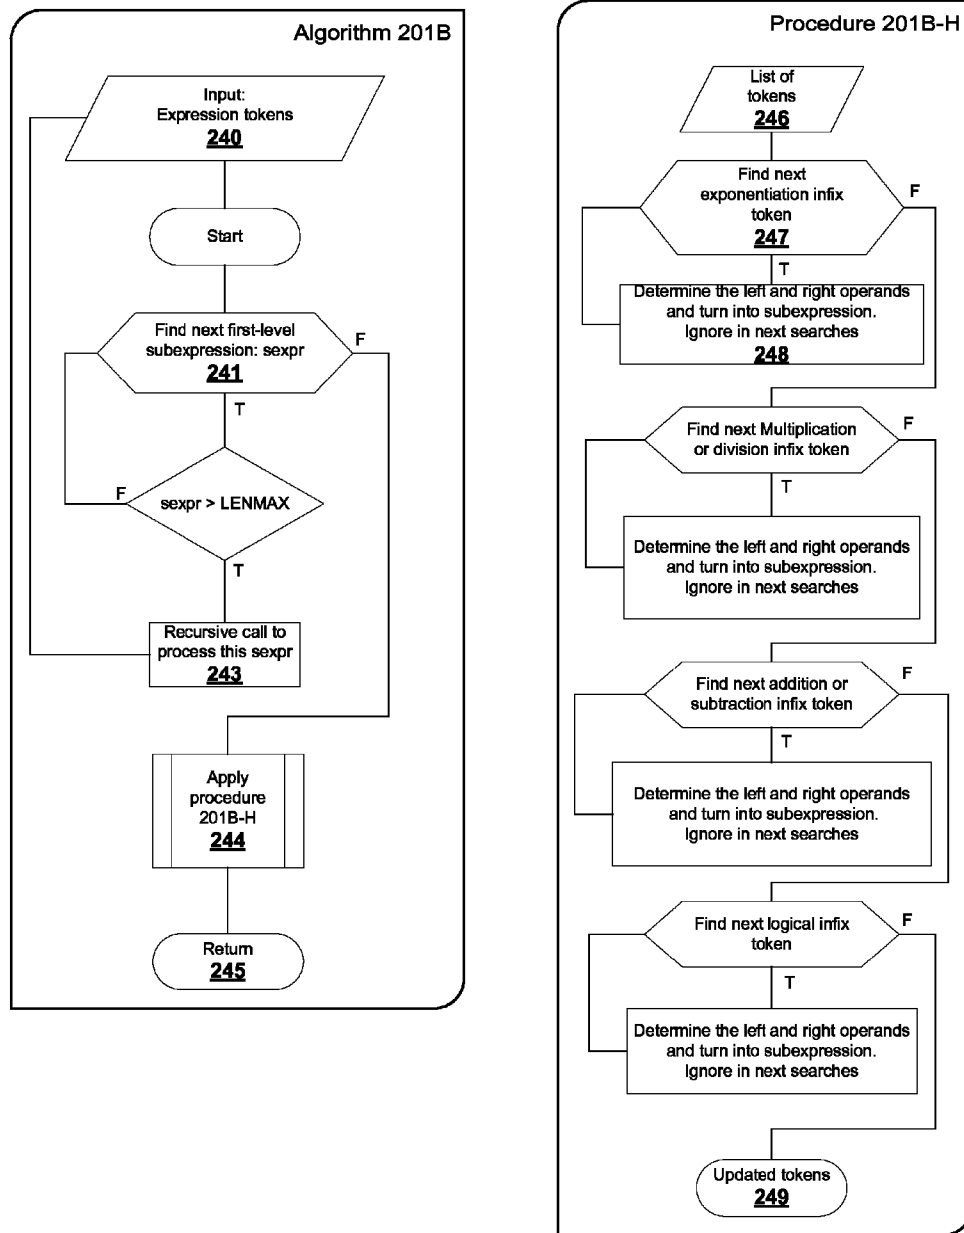 Algorithm 201B
Input:
Expression tokens
240
Start
Find next first-level
subexpression: sexpr
241
F
T
F
sexpr > LENMAX
T
Recursive call to
process this sexpr
243
Apply
procedure
201B-H
244
Return
245
Procedure 201B-H
List of
tokens
246
Find next
exponentiation infix
token
247
F
T
Determine the left and right operands
and turn into subexpression.
Ignore in next searches
248
Find next Multiplication
or division infix token
F
T
Determine the left and right operands
and turn into subexpression.
Ignore in next searches
Find next addition or
subtraction infix token
F
T
Determine the left and right operands
and turn into subexpression.
Ignore in next searches
Find next logical infix
token
F
T
Determine the left and right operands
and turn into subexpression.
Ignore in next searches
Updated tokens
249